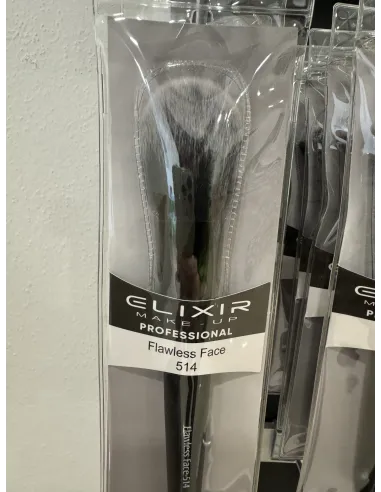 ELIXIR
MAKE-UP
PROFESSIONAL
Flawless Face
514
Flawless Face-514